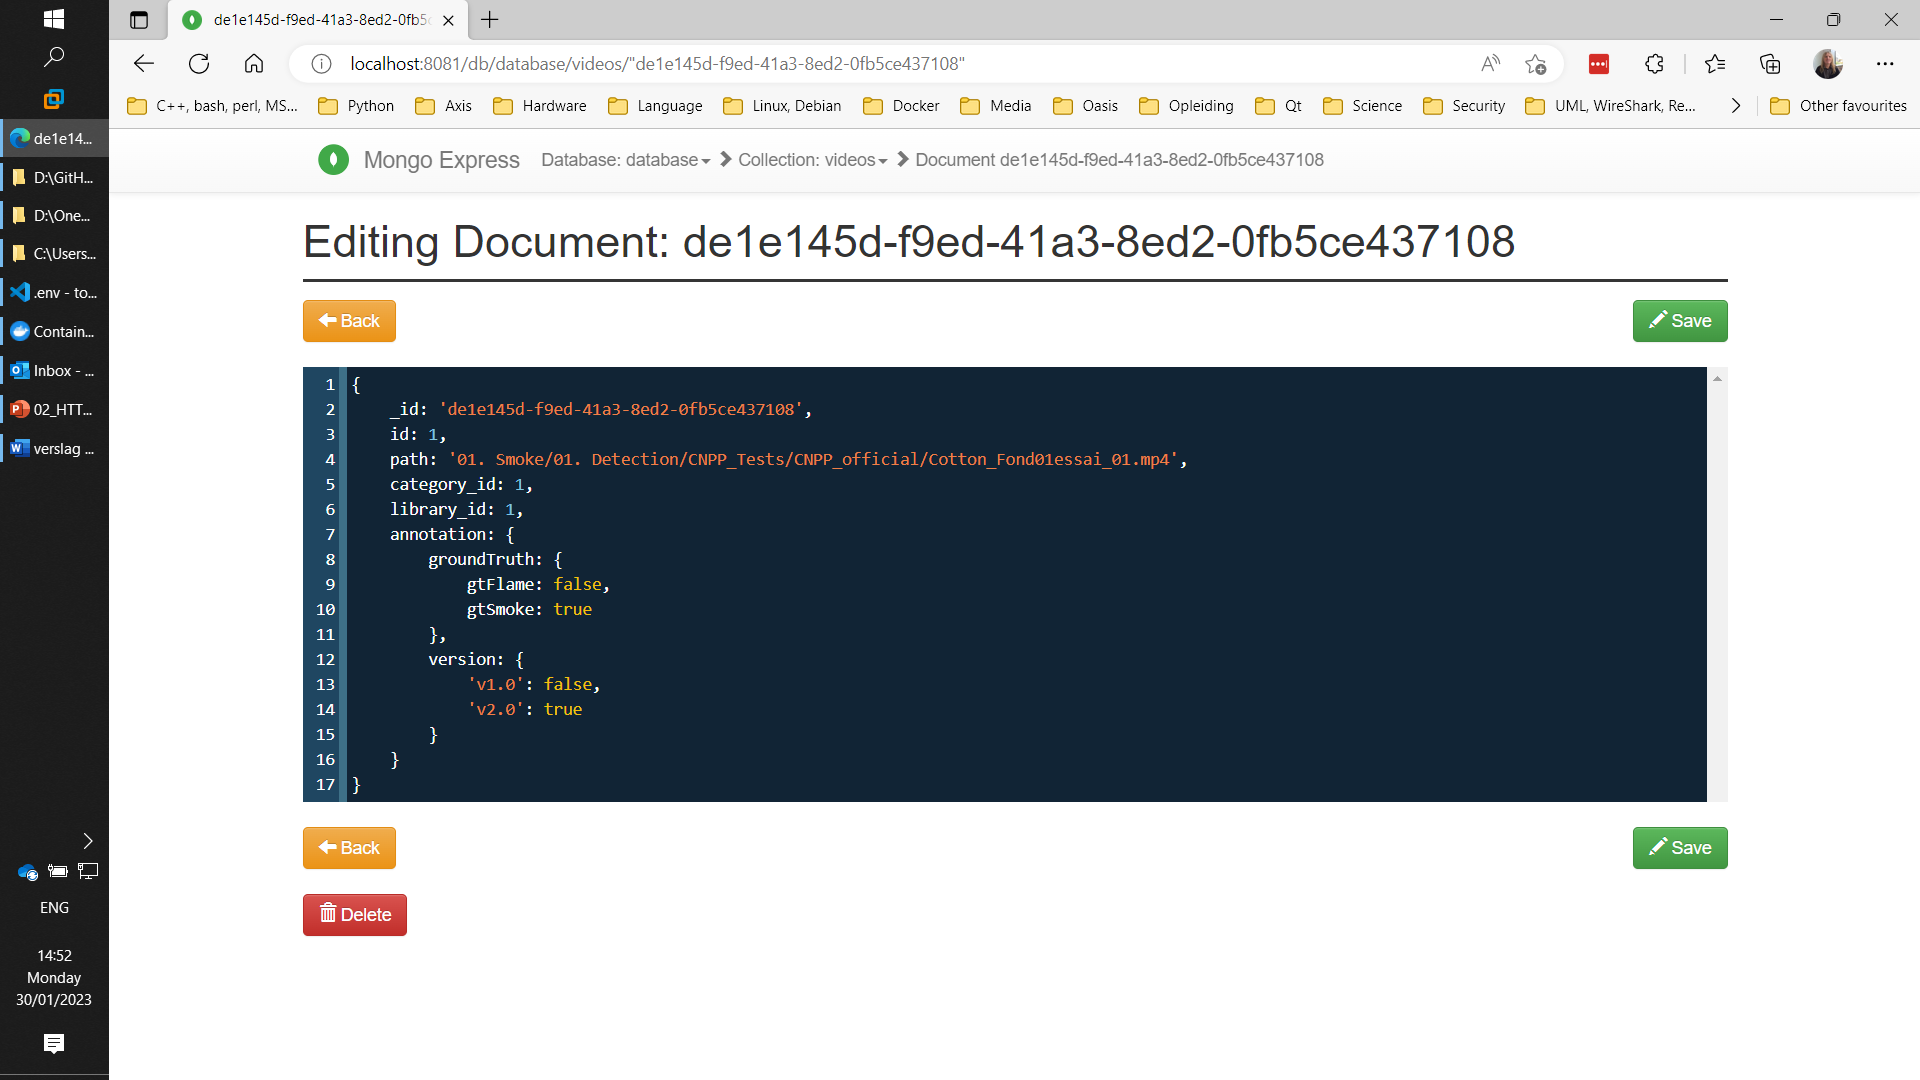 de1e145d-f9ed-41a3-8ed2-0fb5c
localhost:8081/db/database/videos/"de1e145d-f9ed-41a3-8ed2-0fb5ce437108"
C++, bash, perl, MS... Python Axis Hardware Language Linux, Debian Docker Media Oasis Opleiding Qt Science Security UML, WireShark, Re... Other favourites
de1e14...
D:\GitH...
D:\One...
C:\Users...
.env - to...
Contain...
Inbox - ...
02_HTT...
verslag ...
ENG
14:52
Monday
30/01/2023
Mongo Express Database: database Collection: videos Document de1e145d-f9ed-41a3-8ed2-0fb5ce437108
Editing Document: de1e145d-f9ed-41a3-8ed2-0fb5ce437108
Back Save
1 {
2 _id: 'de1e145d-f9ed-41a3-8ed2-0fb5ce437108',
3 id: 1,
4 path: '01. Smoke/01. Detection/CNPP_Tests/CNPP_official/Cotton_Fond01essai_01.mp4',
5 category_id: 1,
6 library_id: 1,
7 annotation: {
8 groundTruth: {
9 gtFlame: false,
10 gtSmoke: true
11 },
12 version: {
13 'v1.0': false,
14 'v2.0': true
15 }
16 }
17 }
Back Save
Delete